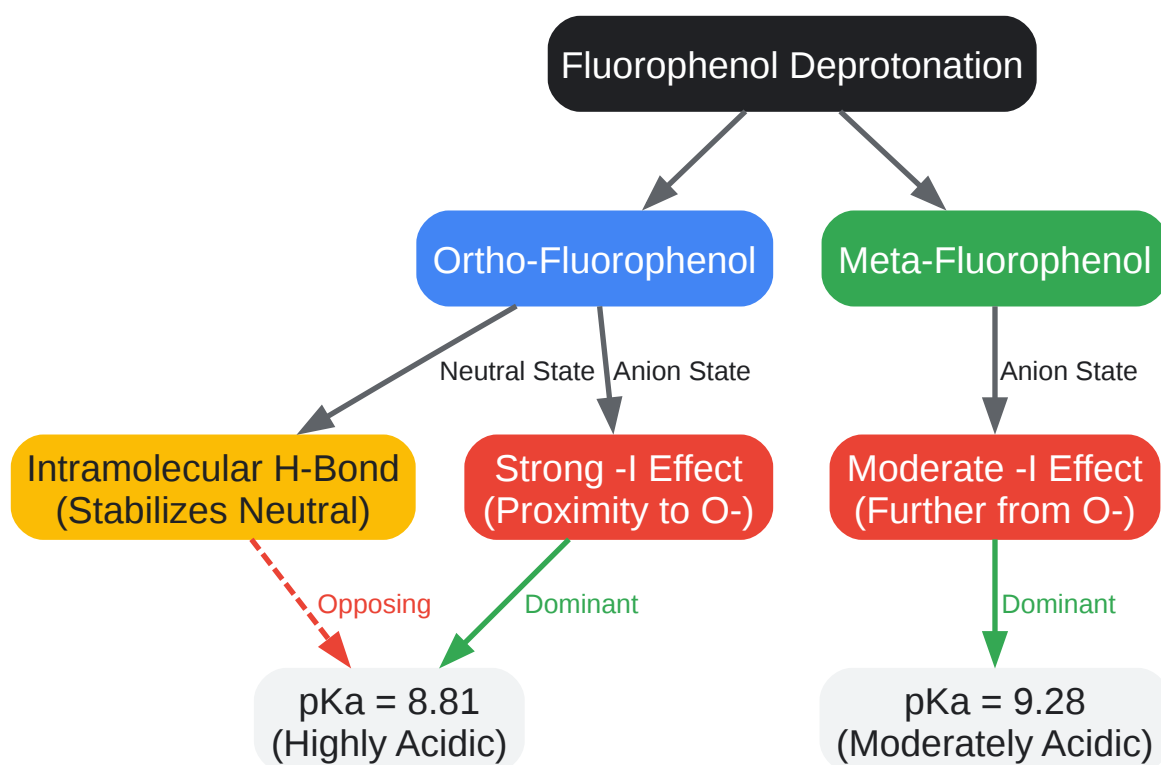 Fluorophenol Deprotonation
Ortho-Fluorophenol
Meta-Fluorophenol
Neutral State
Anion State
Anion State
Intramolecular H-Bond
(Stabilizes Neutral)
Strong -I Effect
(Proximity to O-)
Moderate -I Effect
(Further from O-)
Opposing
Dominant
Dominant
pKa = 8.81
(Highly Acidic)
pKa = 9.28
(Moderately Acidic)